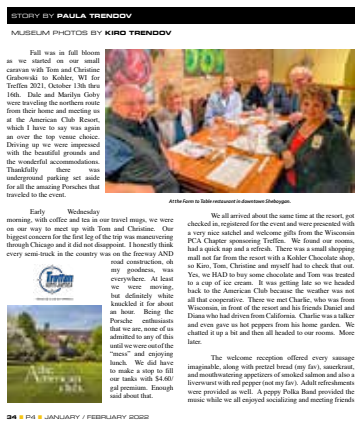 STORY BY PAULA TRENDOV
MUSEUM PHOTOS BY KIRO TRENDOV
Fall was in full bloom
as we started on our small
caravan with Tom and Christine
Grabowski to Kohler, WI for
Treffen 2021, October 13th thru
16th. Dale and Marilyn Goby
were traveling the northern route
from their home and meeting us
at the American Club Resort,
which I have to say was again
an over the top venue choice.
Driving up we were impressed
with the beautiful grounds and
the wonderful accommodations.
Thankfully there was
underground parking set aside
for all the amazing Porsches that
traveled to the event.
At the Farm to Table restaurant in downtown Sheboygan.
Early Wednesday
morning, with coffee and tea in our travel mugs, we were
on our way to meet up with Tom and Christine. Our
biggest concern for the first leg of the trip was maneuvering
through Chicago and it did not disappoint. I honestly think
every semi-truck in the country was on the freeway AND
road construction, oh
my goodness, was
everywhere. At least
we were moving,
but definitely white
knuckled it for about
an hour. Being the
Porsche enthusiasts
that we are, none of us
admitted to any of this
until we were out of the
"mess" and enjoying
lunch. We did have
to make a stop to fill
our tanks with $4.60/
gal premium. Enough
said about that.
Treffen
We all arrived about the same time at the resort, got
checked in, registered for the event and were presented with
a very nice satchel and welcome gifts from the Wisconsin
PCA Chapter sponsoring Treffen. We found our rooms,
had a quick nap and a refresh. There was a small shopping
mall not far from the resort with a Kohler Chocolate shop,
so Kiro, Tom, Christine and myself had to check that out.
Yes, we HAD to buy some chocolate and Tom was treated
to a cup of ice cream. It was getting late so we headed
back to the American Club because the weather was not
all that cooperative. There we met Charlie, who was from
Wisconsin, in front of the resort and his friends Daniel and
Diana who had driven from California. Charlie was a talker
and even gave us hot peppers from his home garden. We
chatted it up a bit and then all headed to our rooms. More
later.
The welcome reception offered every sausage
imaginable, along with pretzel bread (my fav), sauerkraut,
and mouthwatering appetizers of smoked salmon and also a
liverwurst with red pepper (not my fav). Adult refreshments
were provided as well. A peppy Polka Band provided the
music while we all enjoyed socializing and meeting friends
34 P4 JANUARY / FEBRUARY 2022